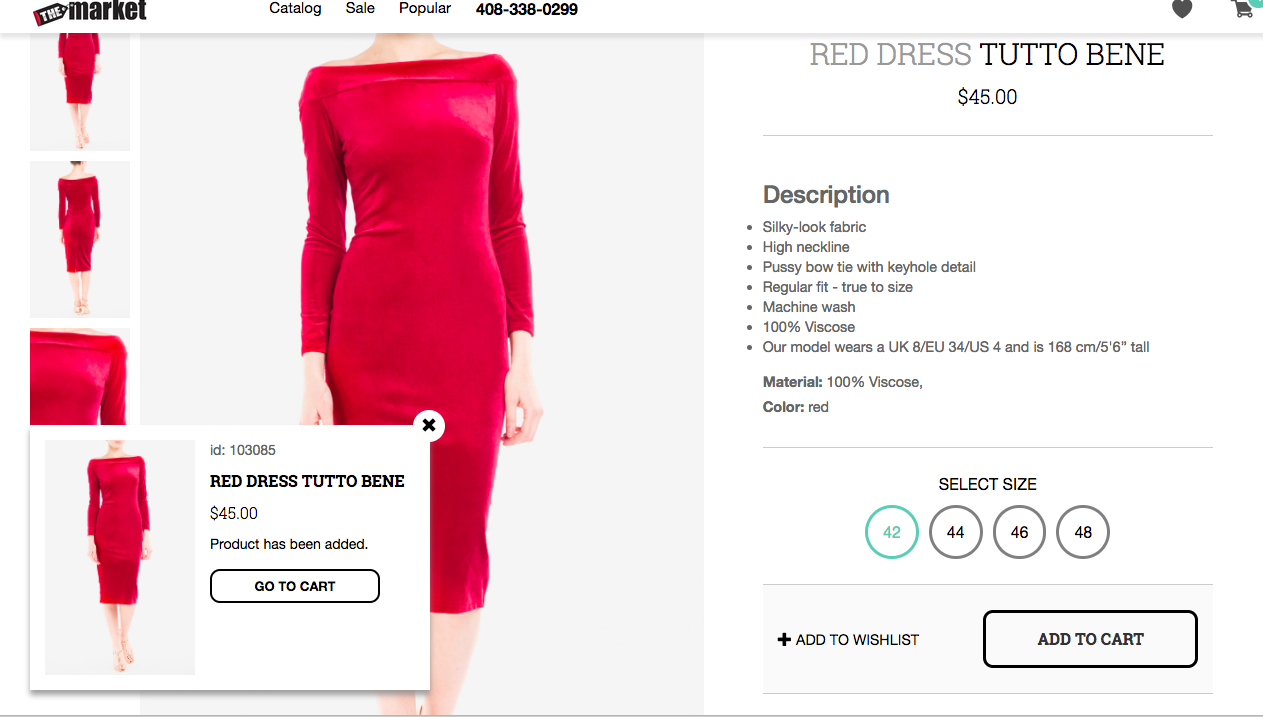 THE market
Catalog Sale Popular 408-338-0299
RED DRESS TUTTO BENE
$45.00
Description
Silky-look fabric
High neckline
Pussy bow tie with keyhole detail
Regular fit - true to size
Machine wash
100% Viscose
Our model wears a UK 8/EU 34/US 4 and is 168 cm/5'6” tall
Material: 100% Viscose,
Color: red
SELECT SIZE
42 44 46 48
ADD TO WISHLIST
ADD TO CART
id: 103085
RED DRESS TUTTO BENE
$45.00
Product has been added.
GO TO CART